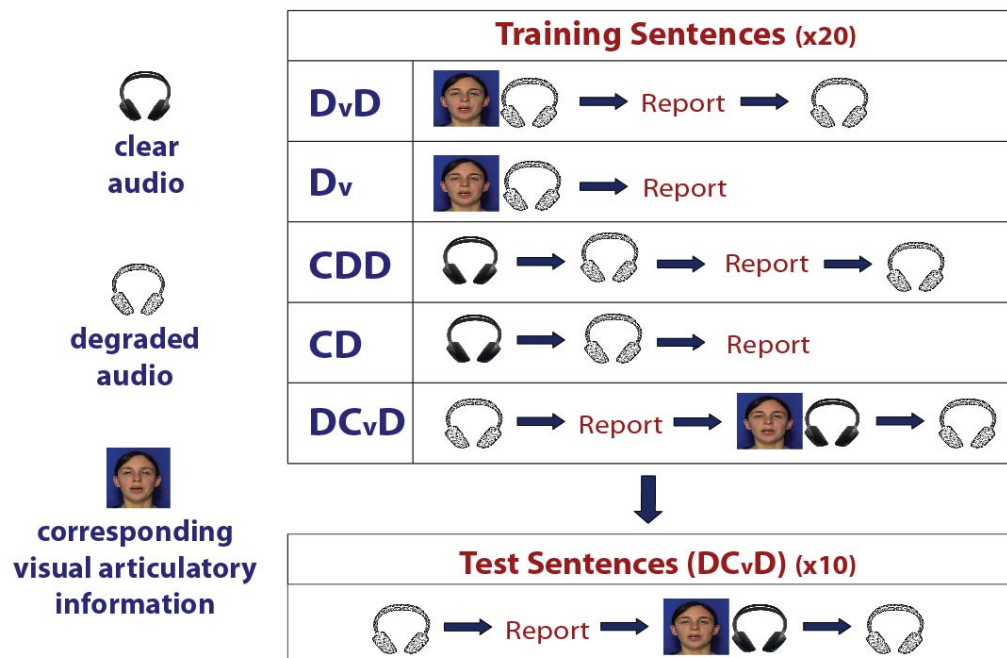 clear
audio
degraded
audio
corresponding
visual articulatory
information
Training Sentences (x20)
DvD Report
Dv Report
CDD Report
CD Report
DCvD Report
Test Sentences (DCvD) (x10)
Report